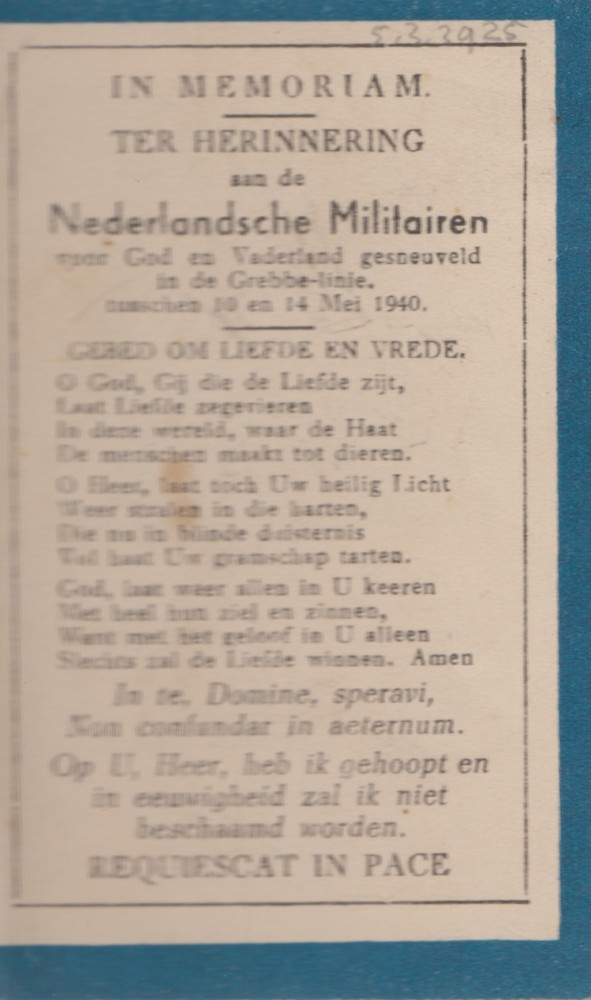 5.3.2925
IN MEMORIAM.
TER HERINNERING
aan de
Nederlandsche Militairen
voor God en Vaderland gesneuveld
in de Grebbe-linie.
tusschen 10 en 14 Mei 1940.
GEBED OM LIEFDE EN VREDE.
O God, Gij die de Liefde zijt,
Laat Liefde zegevieren
In deze wereld, waar de Haat
De menschen maakt tot dieren.
O Heer, laat toch Uw heilig Licht
Weer stralen in die harten,
Die nu in blinde duisternis
Wel haast Uw gramschap tarten.
God, laat weer allen in U keeren
Met heel hun ziel en zinnen,
Want met het geloof in U alleen
Slechts zal de Liefde winnen. Amen
In te, Domine, speravi,
Non confundar in aeternum.
Op U, Heer, heb ik gehoopt en
in eeuwigheid zal ik niet
beschaamd worden.
REQUIESCAT IN PACE